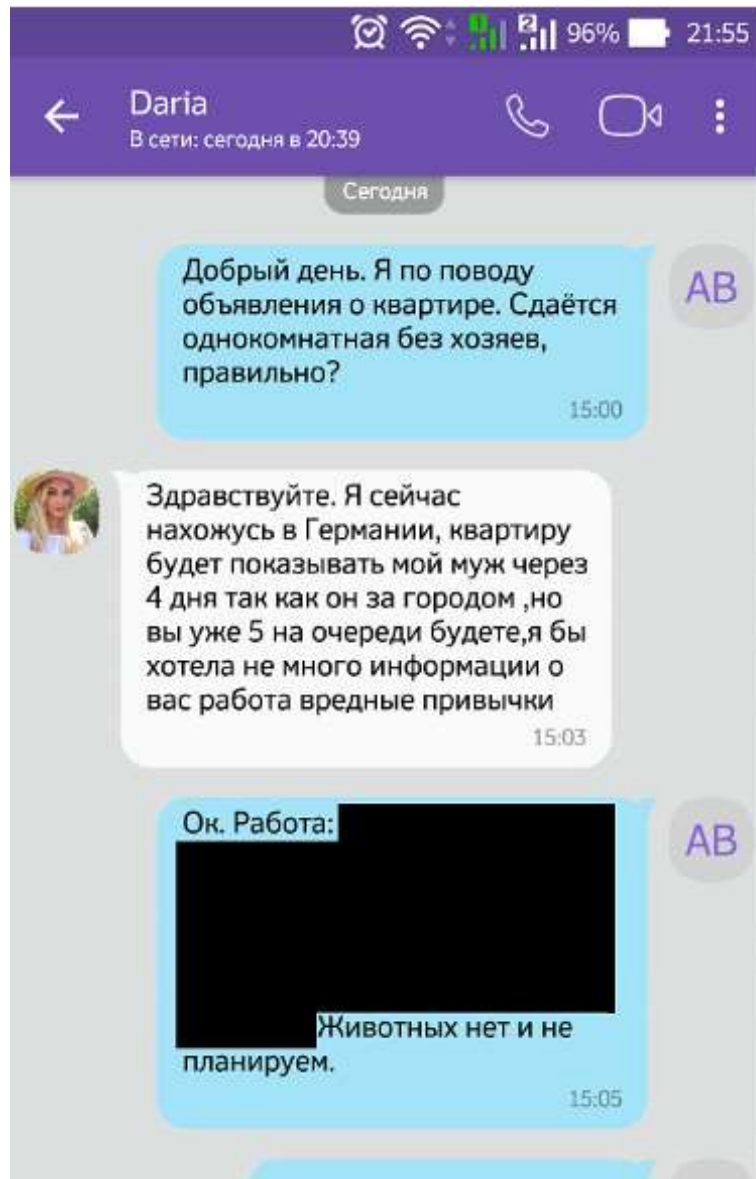 96% 21:55
Daria
В сети: сегодня в 20:39
Сегодня
Добрый день. Я по поводу
объявления о квартире. Сдаётся
однокомнатная без хозяев,
правильно?
15:00
AB
Здравствуйте. Я сейчас
нахожусь в Германии, квартиру
будет показывать мой муж через
4 дня так как он за городом ,но
вы уже 5 на очереди будете,я бы
хотела не много информации о
вас работа вредные привычки
15:03
Ок. Работа:
AB
Животных нет и не
планируем.
15:05